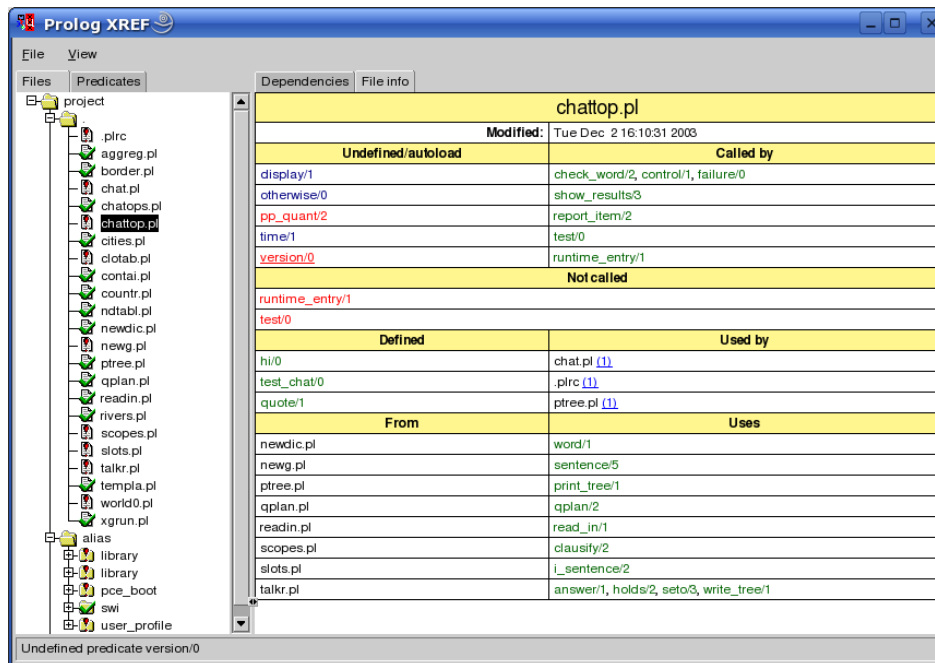 Prolog XREF
File View
Files Predicates
project
.
.plrc
aggreg.pl
border.pl
chat.pl
chatops.pl
chattop.pl
cities.pl
clotab.pl
contai.pl
countr.pl
ndtabl.pl
newdic.pl
newg.pl
ptree.pl
qplan.pl
readin.pl
rivers.pl
scopes.pl
slots.pl
talkr.pl
templa.pl
world0.pl
xgrun.pl
alias
library
library
pce_boot
swi
user_profile
Dependencies File info
chattop.pl
Modified: Tue Dec 2 16:10:31 2003
Undefined/autoload Called by
display/1 check_word/2, control/1, failure/0
otherwise/0 show_results/3
pp_quant/2 report_item/2
time/1 test/0
version/0 runtime_entry/1
Not called
runtime_entry/1
test/0
Defined Used by
hi/0 chat.pl (1)
test_chat/0 .plrc (1)
quote/1 ptree.pl (1)
From Uses
newdic.pl word/1
newg.pl sentence/5
ptree.pl print_tree/1
qplan.pl qplan/2
readin.pl read_in/1
scopes.pl clausify/2
slots.pl i_sentence/2
talkr.pl answer/1, holds/2, seto/3, write_tree/1
Undefined predicate version/0